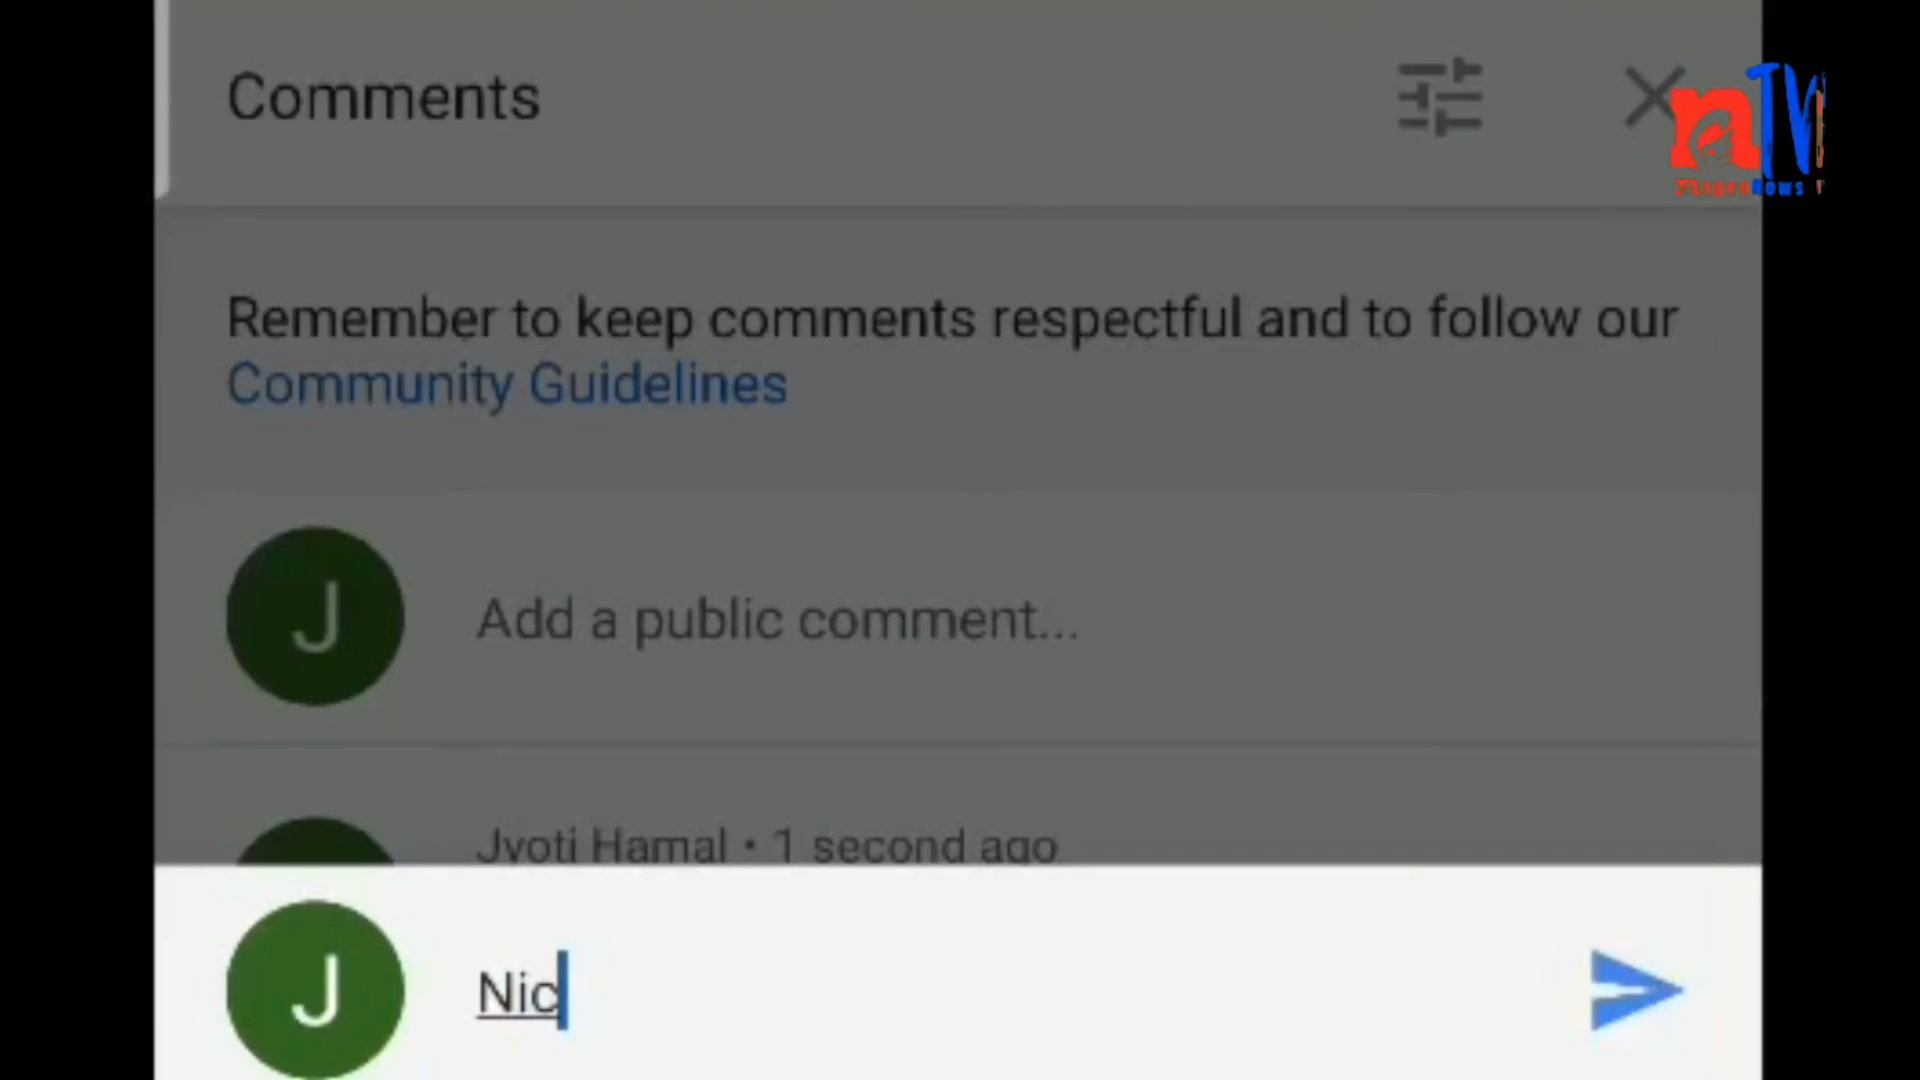 Comments
nTV
Remember to keep comments respectful and to follow our
Community Guidelines
J
Add a public comment...
Jyoti Hamal • 1 second ago
J
Nic